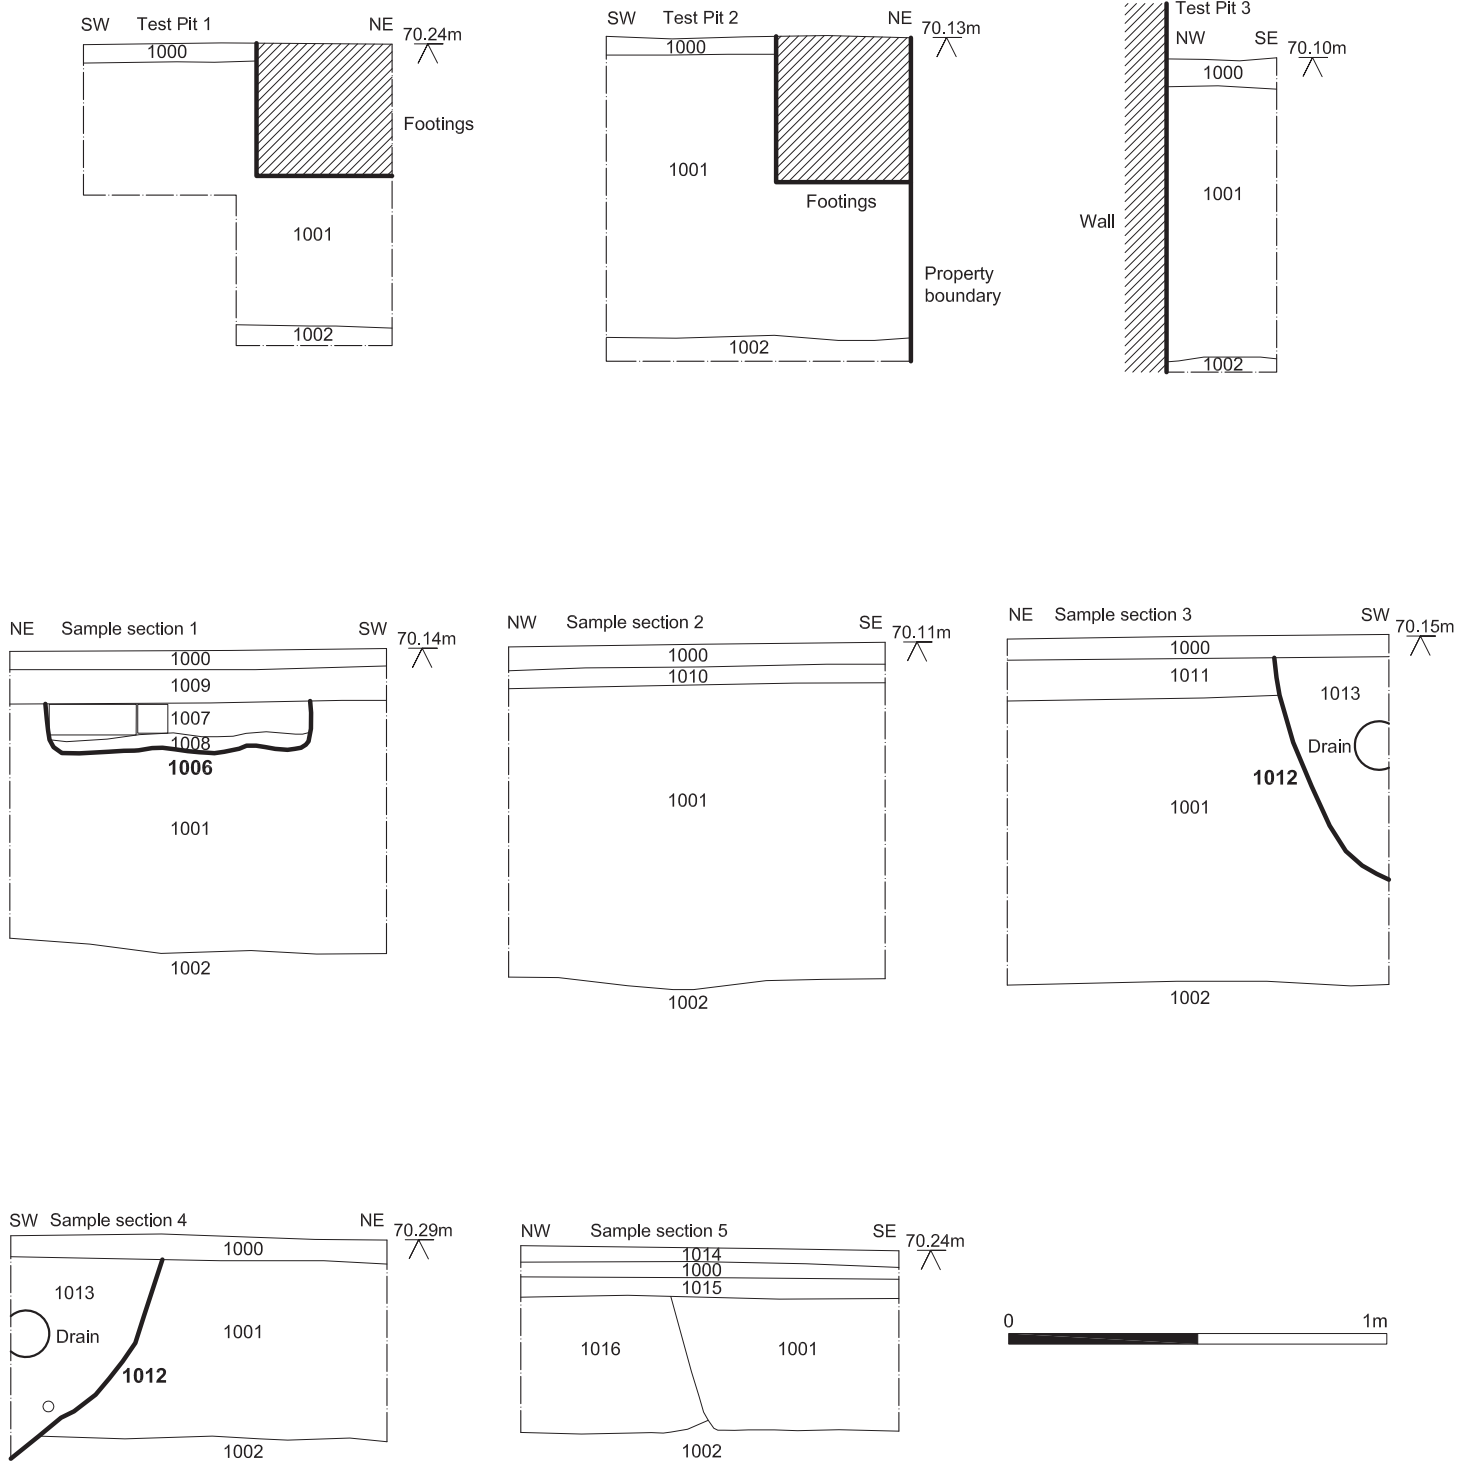 SW Test Pit 1 NE 70.24m
1000
Footings
1001
1002
SW Test Pit 2 NE 70.13m
1000
1001
Footings
Property
boundary
1002
Test Pit 3
NW SE 70.10m
1000
1001
Wall
1002
NE Sample section 1 SW 70.14m
1000
1009
1007
1008
1006
1001
1002
NW Sample section 2 SE 70.11m
1000
1010
1001
1002
NE Sample section 3 SW 70.15m
1000
1011
1013
Drain
1012
1001
1002
SW Sample section 4 NE 70.29m
1000
1013
Drain
1001
1012
1002
NW Sample section 5 SE 70.24m
1014
1000
1015
1016
1001
1002
0 1m